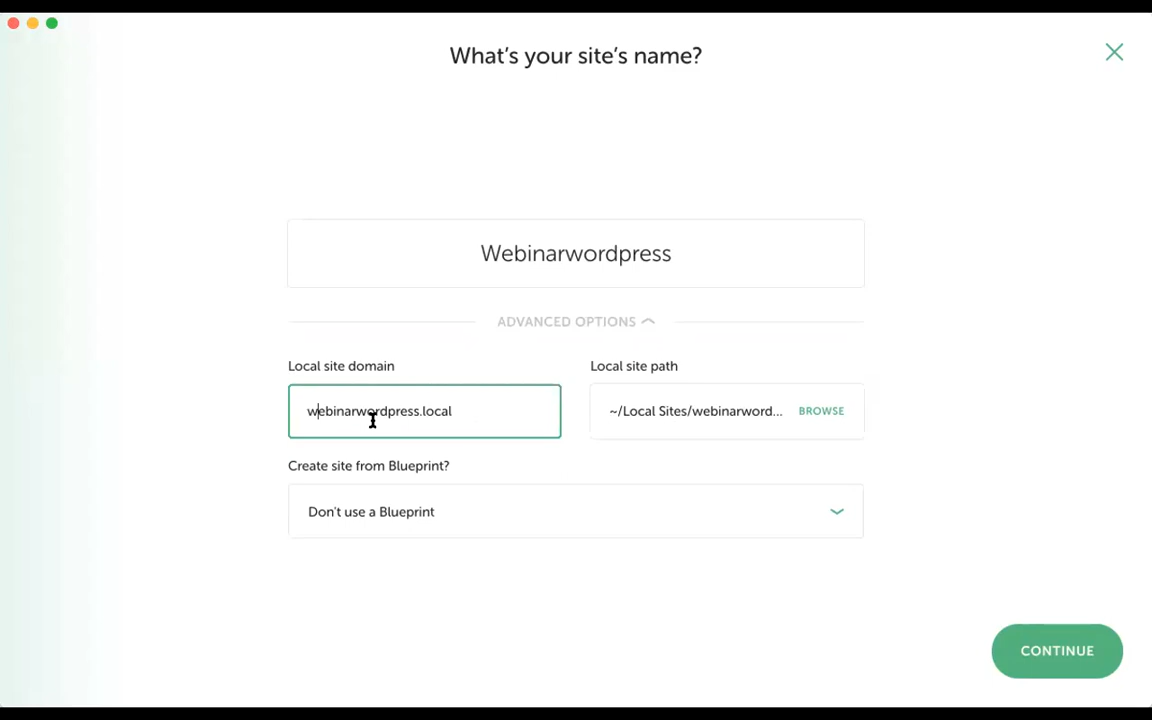 What's your site's name?
Webinarwordpress
ADVANCED OPTIONS
Local site domain
Local site path
webinarwordpress.local
~/Local Sites/webinarword...
BROWSE
Create site from Blueprint?
Don't use a Blueprint
CONTINUE